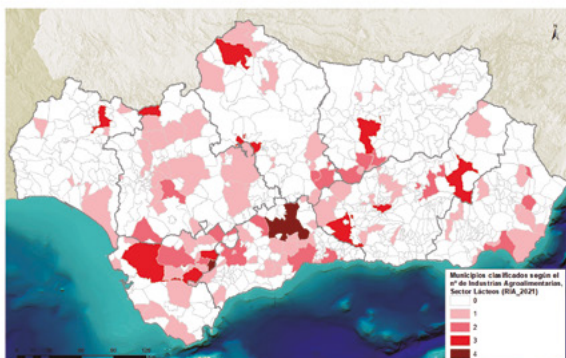 N
Municipios clasificados según el
nº de Industrias Agroalimentarias,
Sector Lácteos (RIA_2021)
0
1
2
3
4